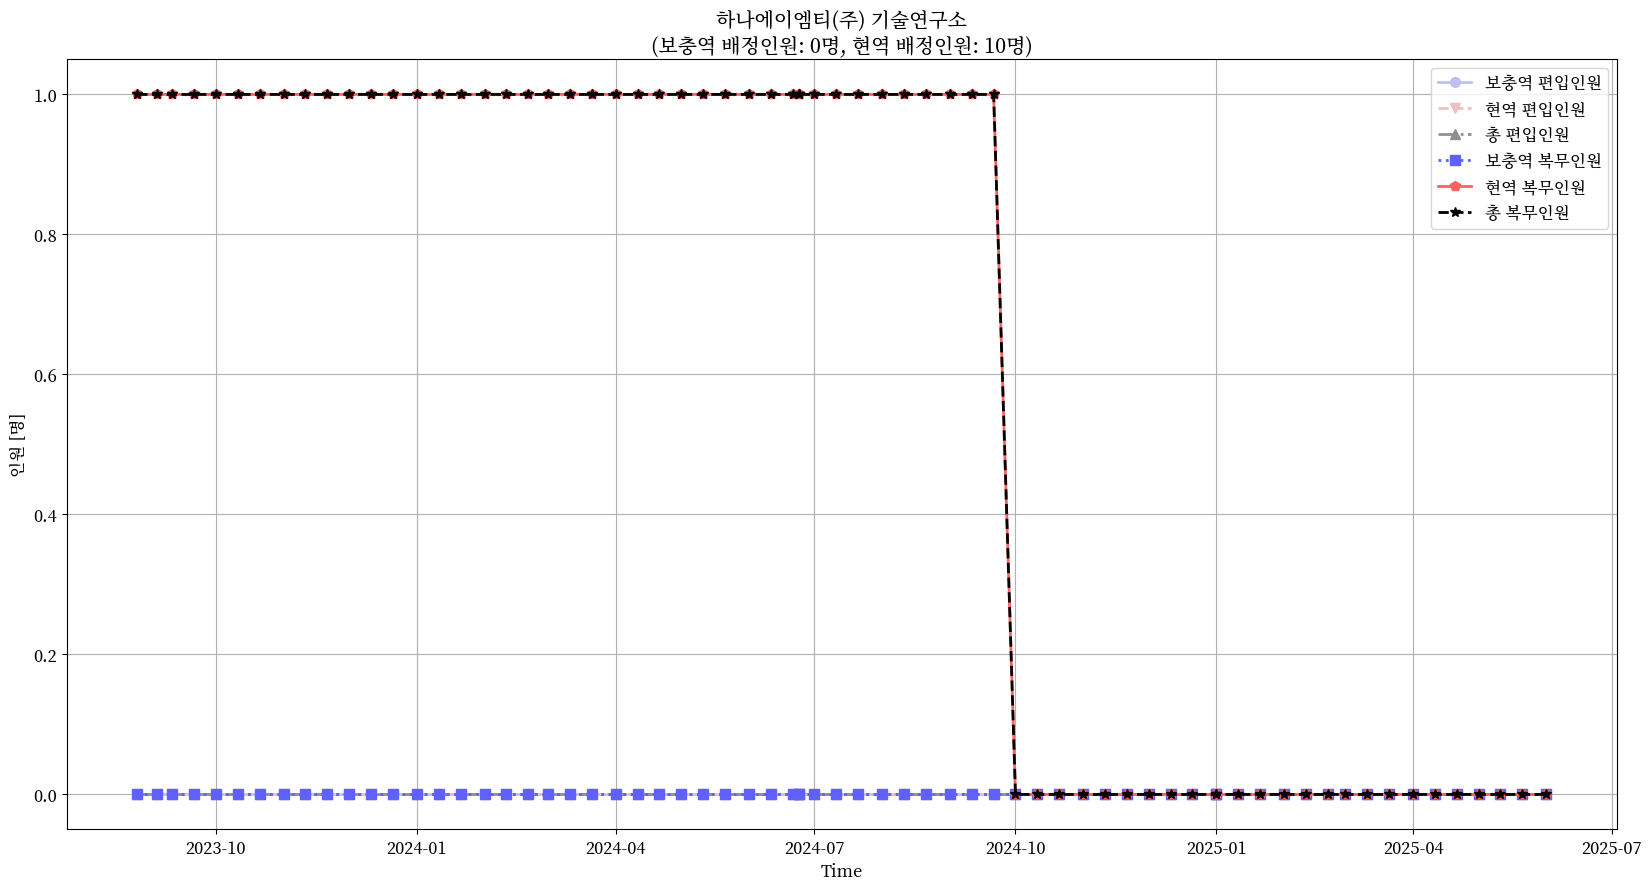 하나에이엠티(주) 기술연구소
(보충역 배정인원: 0명, 현역 배정인원: 10명)
보충역 편입인원
현역 편입인원
총 편입인원
보충역 복무인원
현역 복무인원
총 복무인원
1.0
0.8
0.6
0.4
0.2
0.0
인원 [명]
2023-10
2024-01
2024-04
2024-07
2024-10
2025-01
2025-04
2025-07
Time